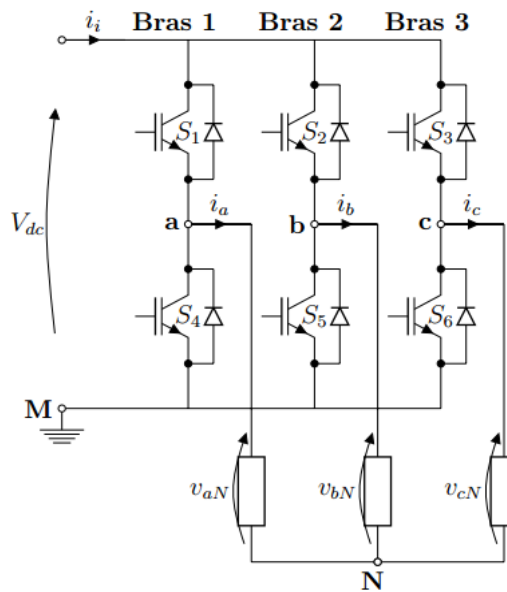 Bras 1 Bras 2 Bras 3
i_i
S_1 S_2 S_3
V_dc
a i_a b i_b c i_c
S_4 S_5 S_6
M
v_aN v_bN v_cN
N